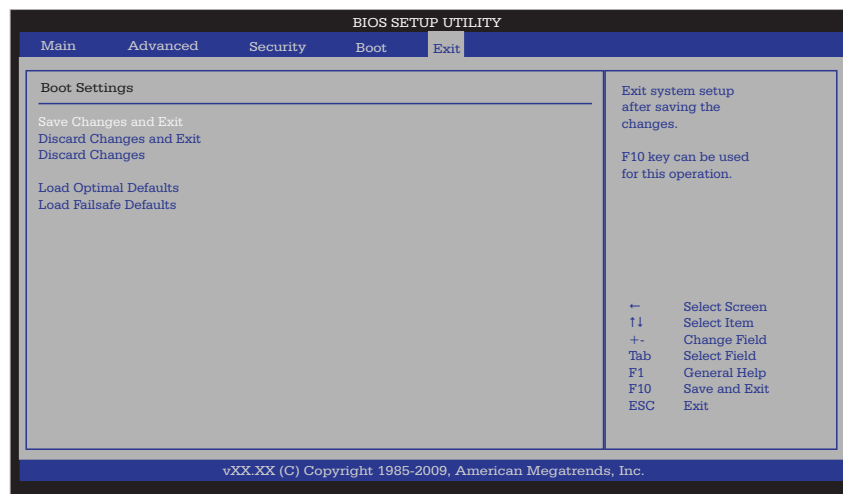 BIOS SETUP UTILITY
Main Advanced Security Boot Exit
Boot Settings
Save Changes and Exit
Discard Changes and Exit
Discard Changes
Load Optimal Defaults
Load Failsafe Defaults
Exit system setup
after saving the
changes.
F10 key can be used
for this operation.
← Select Screen
↑↓ Select Item
+- Change Field
Tab Select Field
F1 General Help
F10 Save and Exit
ESC Exit
vXX.XX (C) Copyright 1985-2009, American Megatrends, Inc.